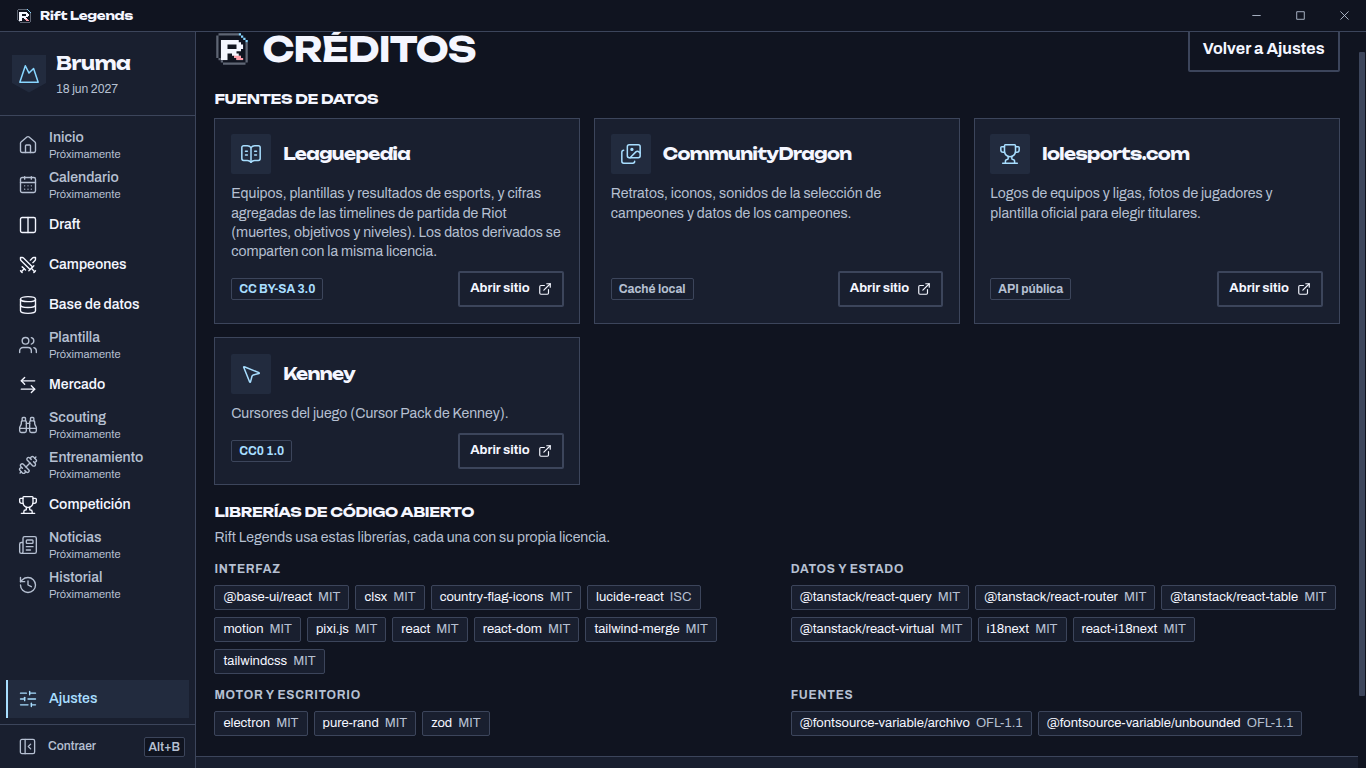 Rift Legends
Bruma
18 jun 2027
Inicio
Próximamente
Calendario
Próximamente
Draft
Campeones
Base de datos
Plantilla
Próximamente
Mercado
Scouting
Próximamente
Entrenamiento
Próximamente
Competición
Noticias
Próximamente
Historial
Próximamente
Ajustes
Contraer Alt+B
CRÉDITOS
Volver a Ajustes
FUENTES DE DATOS
Leaguepedia
Equipos, plantillas y resultados de esports, y cifras
agregadas de las timelines de partida de Riot
(muertes, objetivos y niveles). Los datos derivados se
comparten con la misma licencia.
CC BY-SA 3.0 Abrir sitio
CommunityDragon
Retratos, iconos, sonidos de la selección de
campeones y datos de los campeones.
Caché local Abrir sitio
lolesports.com
Logos de equipos y ligas, fotos de jugadores y
plantilla oficial para elegir titulares.
API pública Abrir sitio
Kenney
Cursores del juego (Cursor Pack de Kenney).
CC0 1.0 Abrir sitio
LIBRERÍAS DE CÓDIGO ABIERTO
Rift Legends usa estas librerías, cada una con su propia licencia.
INTERFAZ
@base-ui/react MIT clsx MIT country-flag-icons MIT lucide-react ISC
motion MIT pixi.js MIT react MIT react-dom MIT tailwind-merge MIT
tailwindcss MIT
DATOS Y ESTADO
@tanstack/react-query MIT @tanstack/react-router MIT @tanstack/react-table MIT
@tanstack/react-virtual MIT i18next MIT react-i18next MIT
MOTOR Y ESCRITORIO
electron MIT pure-rand MIT zod MIT
FUENTES
@fontsource-variable/archivo OFL-1.1 @fontsource-variable/unbounded OFL-1.1